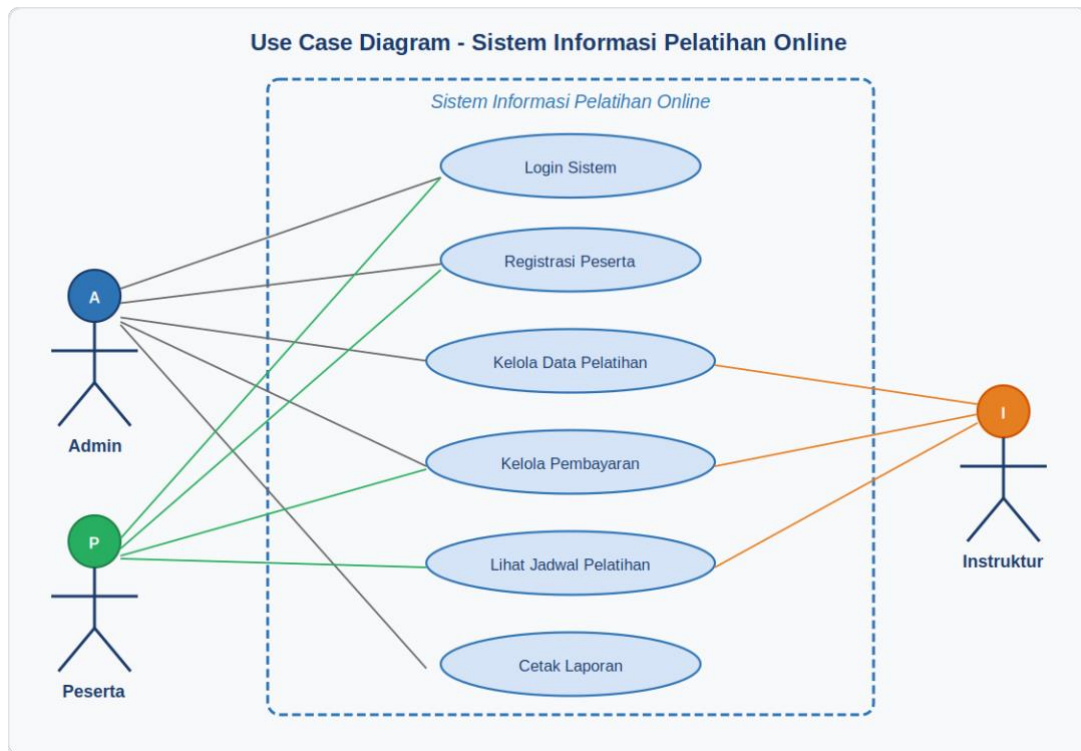 Use Case Diagram - Sistem Informasi Pelatihan Online
Sistem Informasi Pelatihan Online
Login Sistem
Registrasi Peserta
A
Kelola Data Pelatihan
I
Admin
Kelola Pembayaran
P
Lihat Jadwal Pelatihan
Instruktur
Cetak Laporan
Peserta